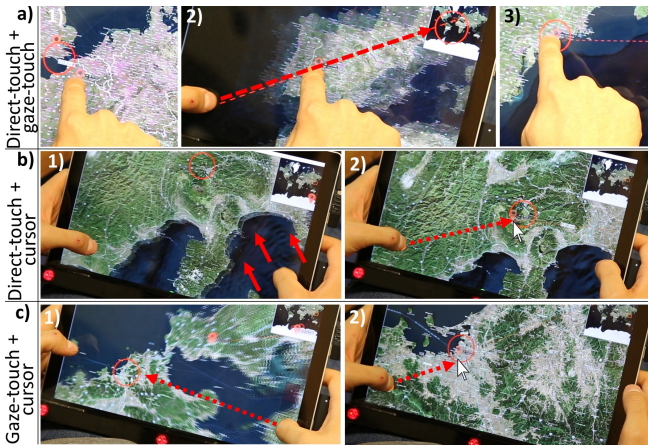 a)
Direct-touch +
gaze-touch
1)
2)
3)
b)
Direct-touch +
cursor
1)
2)
c)
Gaze-touch +
cursor
1)
2)